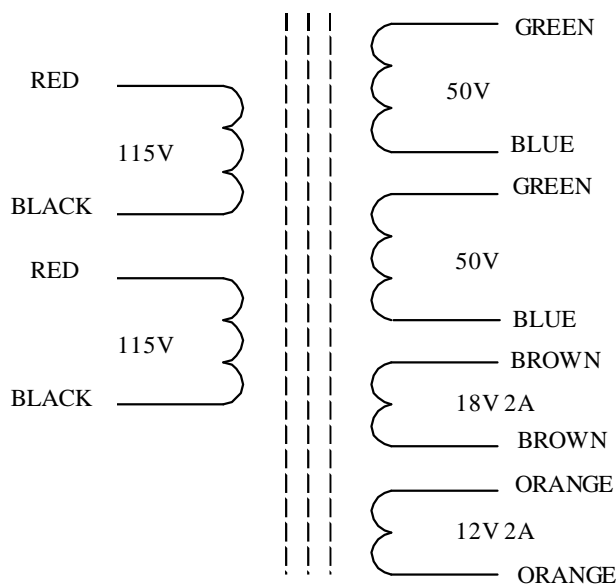 RED
115V
BLACK
RED
115V
BLACK
GREEN
50V
BLUE
GREEN
50V
BLUE
BROWN
18V 2A
BROWN
ORANGE
12V 2A
ORANGE